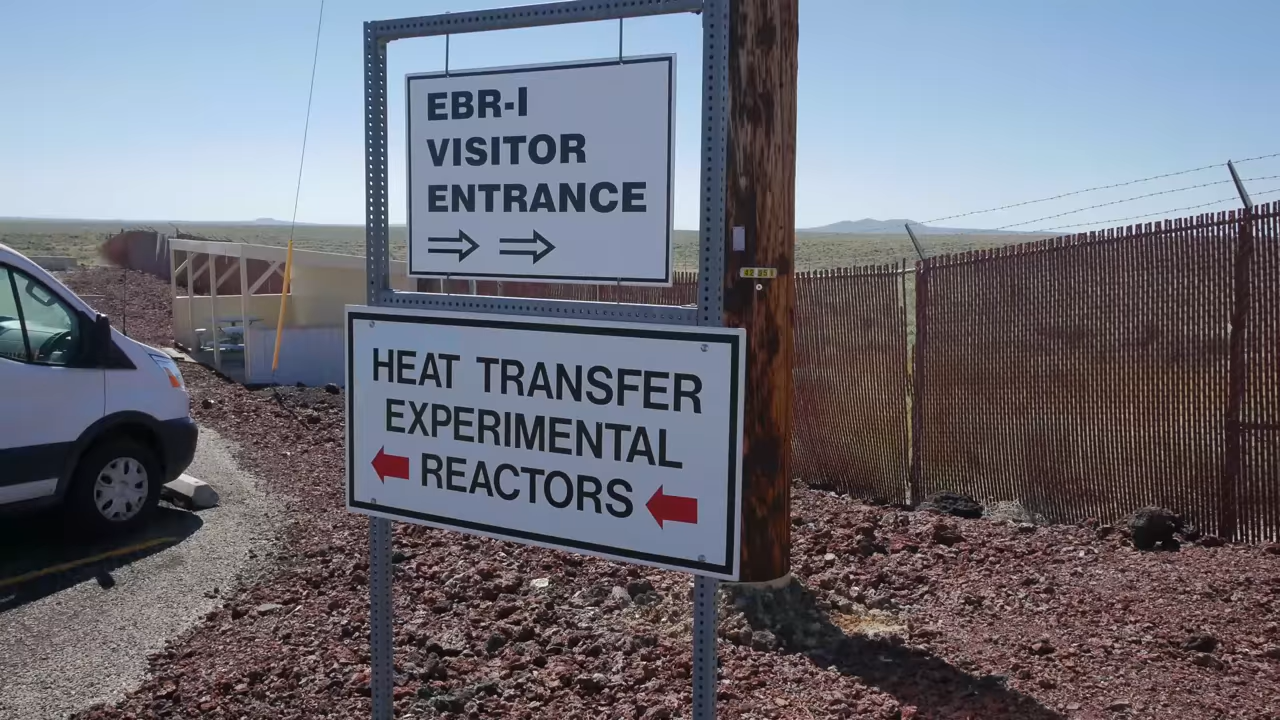 EBR-I
VISITOR
ENTRANCE
HEAT TRANSFER
EXPERIMENTAL
REACTORS